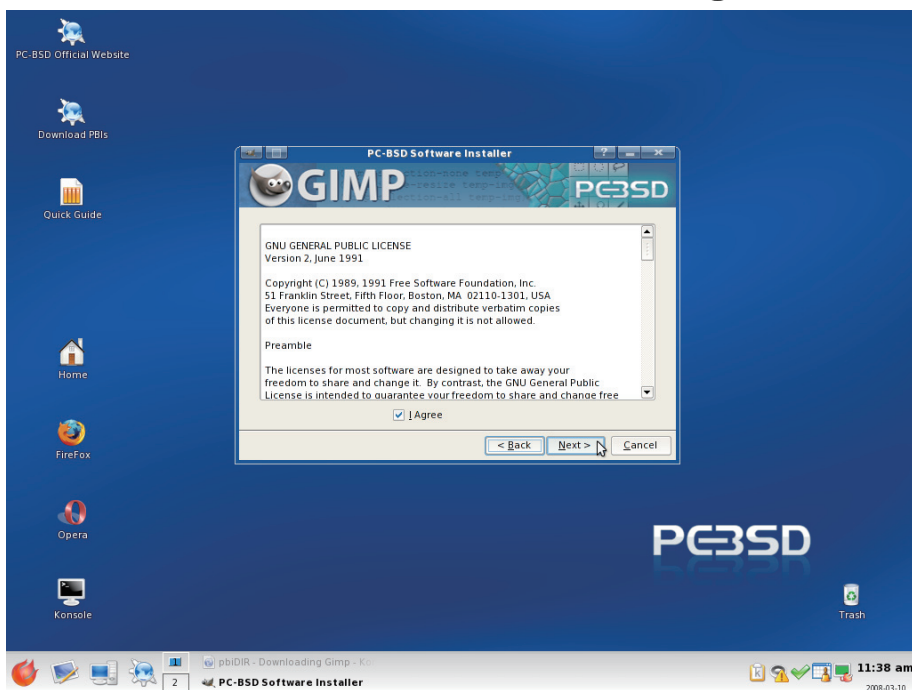 PC-BSD Official Website
Download PBIs
Quick Guide
Home
FireFox
Opera
Konsole
PC-BSD Software Installer
GIMP
PCBSD
GNU GENERAL PUBLIC LICENSE
Version 2, June 1991
Copyright (C) 1989, 1991 Free Software Foundation, Inc.
51 Franklin Street, Fifth Floor, Boston, MA 02110-1301, USA
Everyone is permitted to copy and distribute verbatim copies
of this license document, but changing it is not allowed.
Preamble
The licenses for most software are designed to take away your
freedom to share and change it. By contrast, the GNU General Public
License is intended to guarantee your freedom to share and change free
I Agree
< Back
Next >
Cancel
PCBSD
Trash
1
2
pbiDIR - Downloading Gimp - Ko
PC-BSD Software Installer
11:38 am
2008-03-10